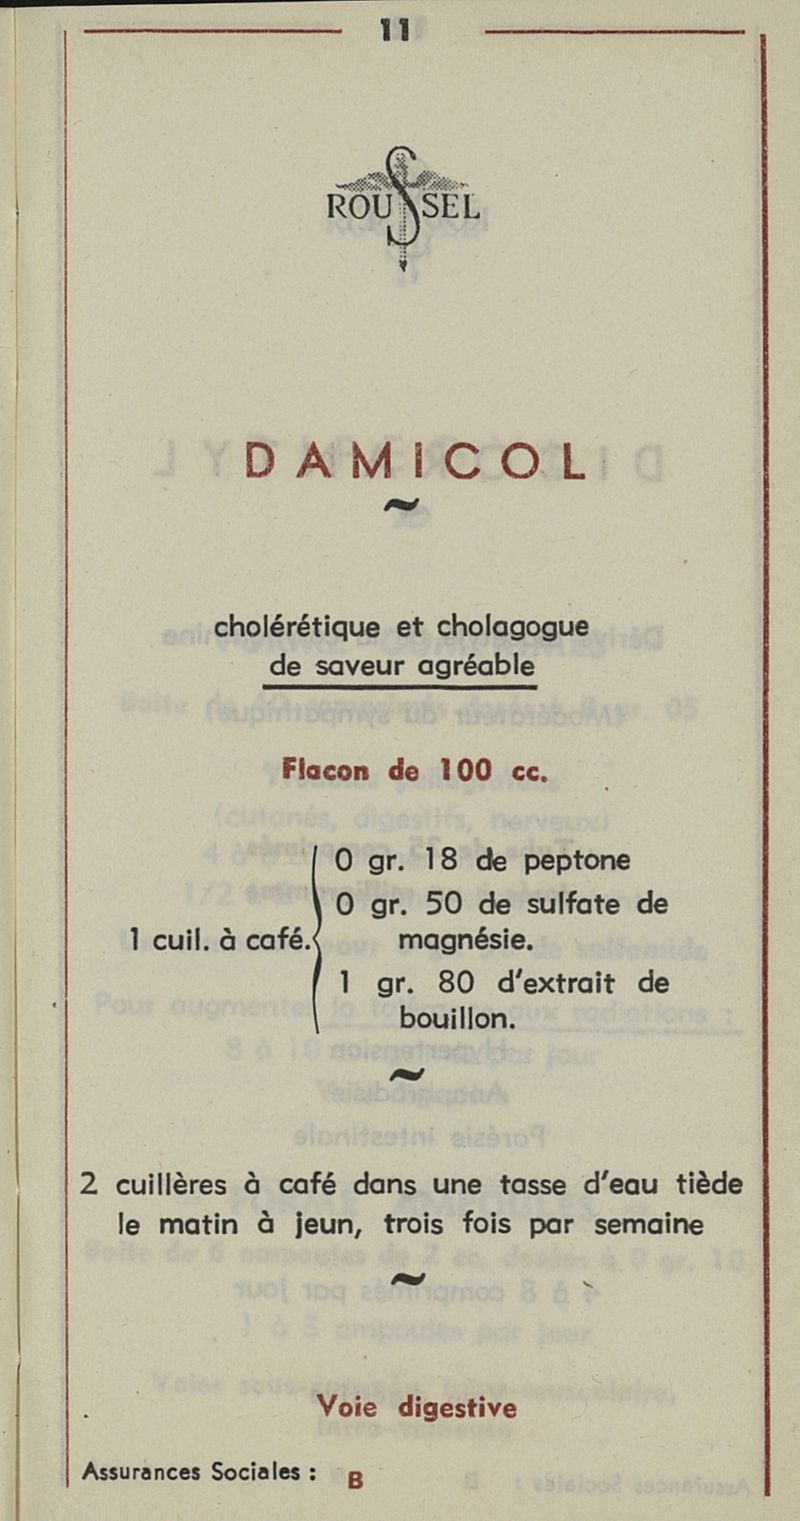 11
ROUSSEL
DAMICOL
~
cholérétique et cholagogue
de saveur agréable
Flacon de 100 cc.
0 gr. 18 de peptone
0 gr. 50 de sulfate de
1 cuil. à café.
magnésie.
1 gr. 80 d'extrait de
bouillon.
~
2 cuillères à café dans une tasse d'eau tiède
le matin à jeun, trois fois par semaine
~
Voie digestive
Assurances Sociales : B